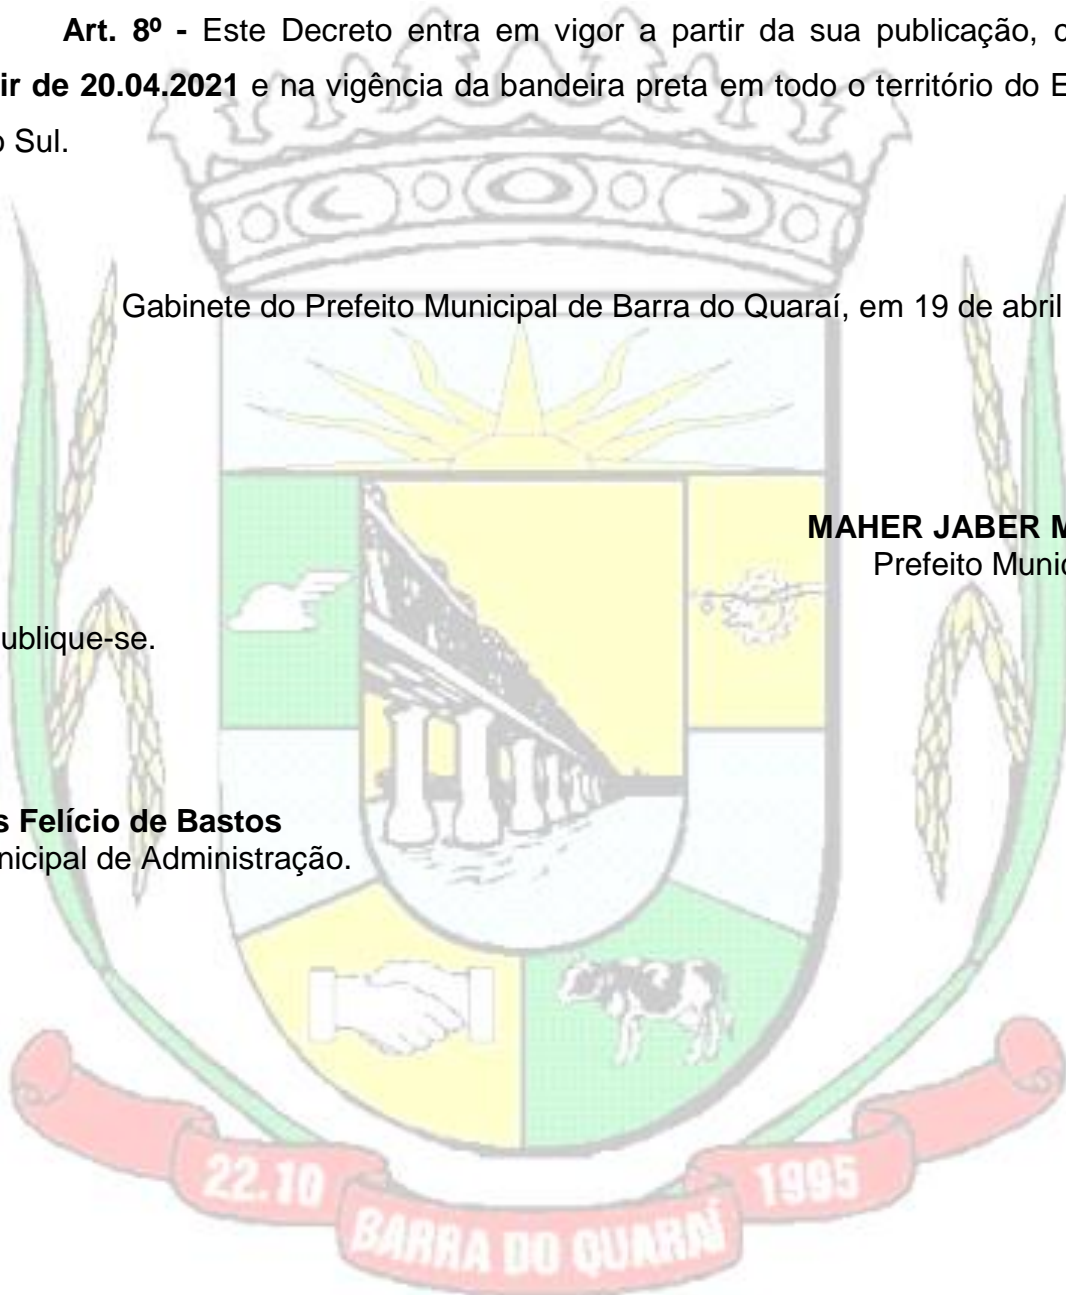 Art. 8º - Este Decreto entra em vigor a partir da sua publicação, c
ir de 20.04.2021 e na vigência da bandeira preta em todo o território do E
o Sul.
Gabinete do Prefeito Municipal de Barra do Quaraí, em 19 de abril
MAHER JABER M
Prefeito Munic
ublique-se.
s Felício de Bastos
nicipal de Administração.
22.10
1995
BARRA DO QUARAÍ